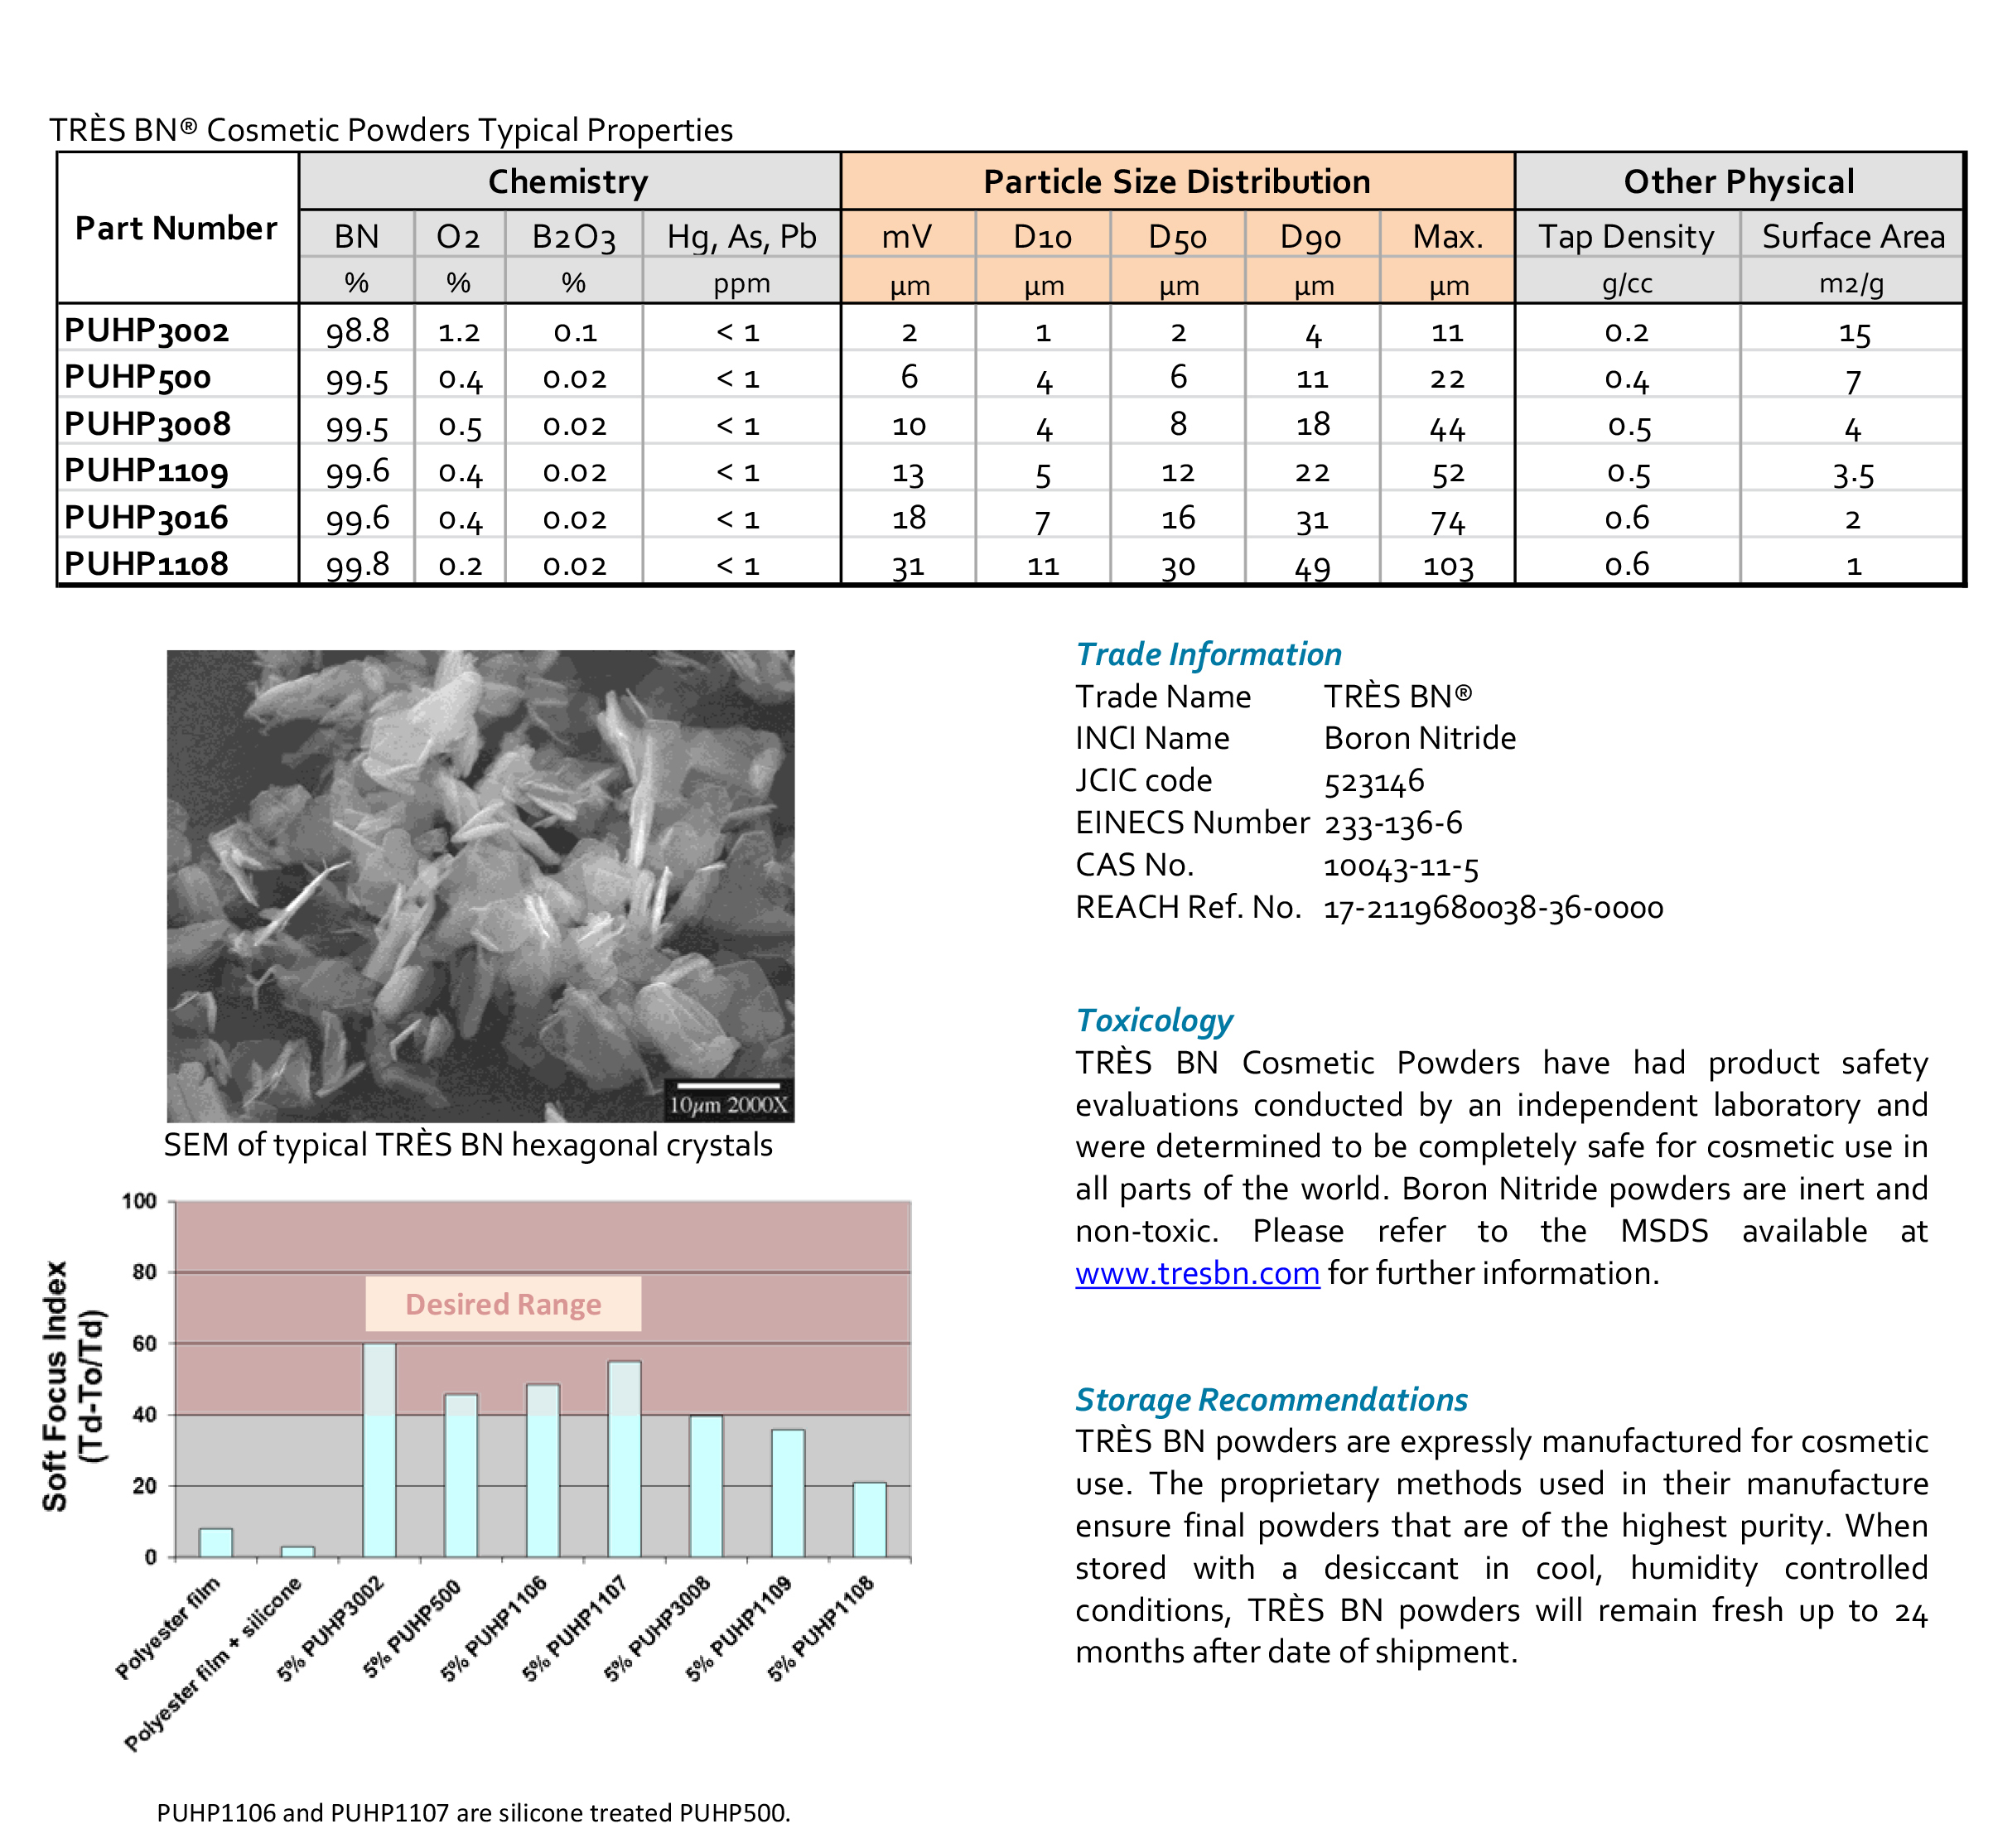 TRÈS BN® Cosmetic Powders Typical Properties
Part Number Chemistry Particle Size Distribution Other Physical
BN O2 B2O3 Hg, As, Pb mV D10 D50 D90 Max. Tap Density Surface Area
% % % ppm µm µm µm µm µm g/cc m2/g
PUHP3002 98.8 1.2 0.1 < 1 2 1 2 4 11 0.2 15
PUHP500 99.5 0.4 0.02 < 1 6 4 6 11 22 0.4 7
PUHP3008 99.5 0.5 0.02 < 1 10 4 8 18 44 0.5 4
PUHP1109 99.6 0.4 0.02 < 1 13 5 12 22 52 0.5 3.5
PUHP3016 99.6 0.4 0.02 < 1 18 7 16 31 74 0.6 2
PUHP1108 99.8 0.2 0.02 < 1 31 11 30 49 103 0.6 1
10µm 2000X
SEM of typical TRÈS BN hexagonal crystals
Soft Focus Index
(Td-To/Td)
100
80
60
40
20
0
Desired Range
Polyester film
Polyester film + silicone
5% PUHP3002
5% PUHP500
5% PUHP1106
5% PUHP1107
5% PUHP3008
5% PUHP1109
5% PUHP1108
PUHP1106 and PUHP1107 are silicone treated PUHP500.
Trade Information
Trade Name TRÈS BN®
INCI Name Boron Nitride
JCIC code 523146
EINECS Number 233-136-6
CAS No. 10043-11-5
REACH Ref. No. 17-2119680038-36-0000
Toxicology
TRÈS BN Cosmetic Powders have had product safety
evaluations conducted by an independent laboratory and
were determined to be completely safe for cosmetic use in
all parts of the world. Boron Nitride powders are inert and
non-toxic. Please refer to the MSDS available at
www.tresbn.com for further information.
Storage Recommendations
TRÈS BN powders are expressly manufactured for cosmetic
use. The proprietary methods used in their manufacture
ensure final powders that are of the highest purity. When
stored with a desiccant in cool, humidity controlled
conditions, TRÈS BN powders will remain fresh up to 24
months after date of shipment.